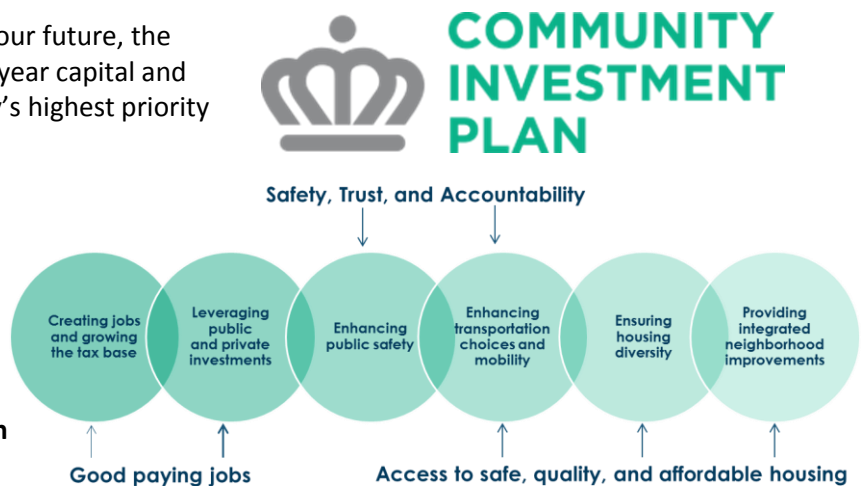 our future, the
year capital and
's highest priority
COMMUNITY
INVESTMENT
PLAN
Safety, Trust, and Accountability
Creating jobs
and growing
the tax base
Leveraging
public
and private
investments
Enhancing
public safety
Enhancing
transportation
choices and
mobility
Ensuring
housing
diversity
Providing
integrated
neighborhood
improvements
Good paying jobs
Access to safe, quality, and affordable housing